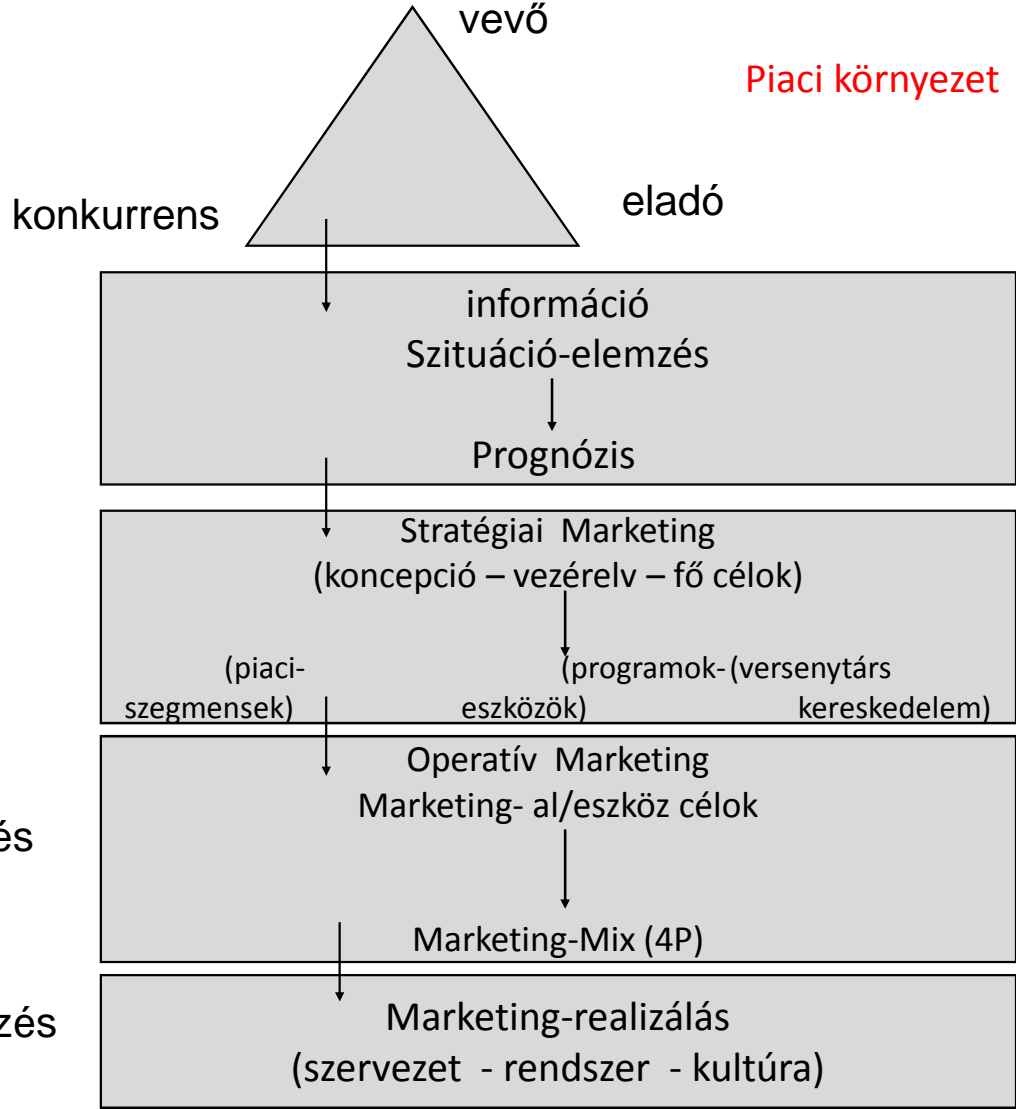 vevő
Piaci környezet
konkurrens
eladó
információ
Szituáció-elemzés
Prognózis
Stratégiai Marketing
(koncepció – vezérelv – fő célok)
(piaci- (programok- (versenytárs
szegmensek) eszközök) kereskedelem)
Operatív Marketing
Marketing- al/eszköz célok
és
Marketing-Mix (4P)
zés
Marketing-realizálás
(szervezet - rendszer - kultúra)